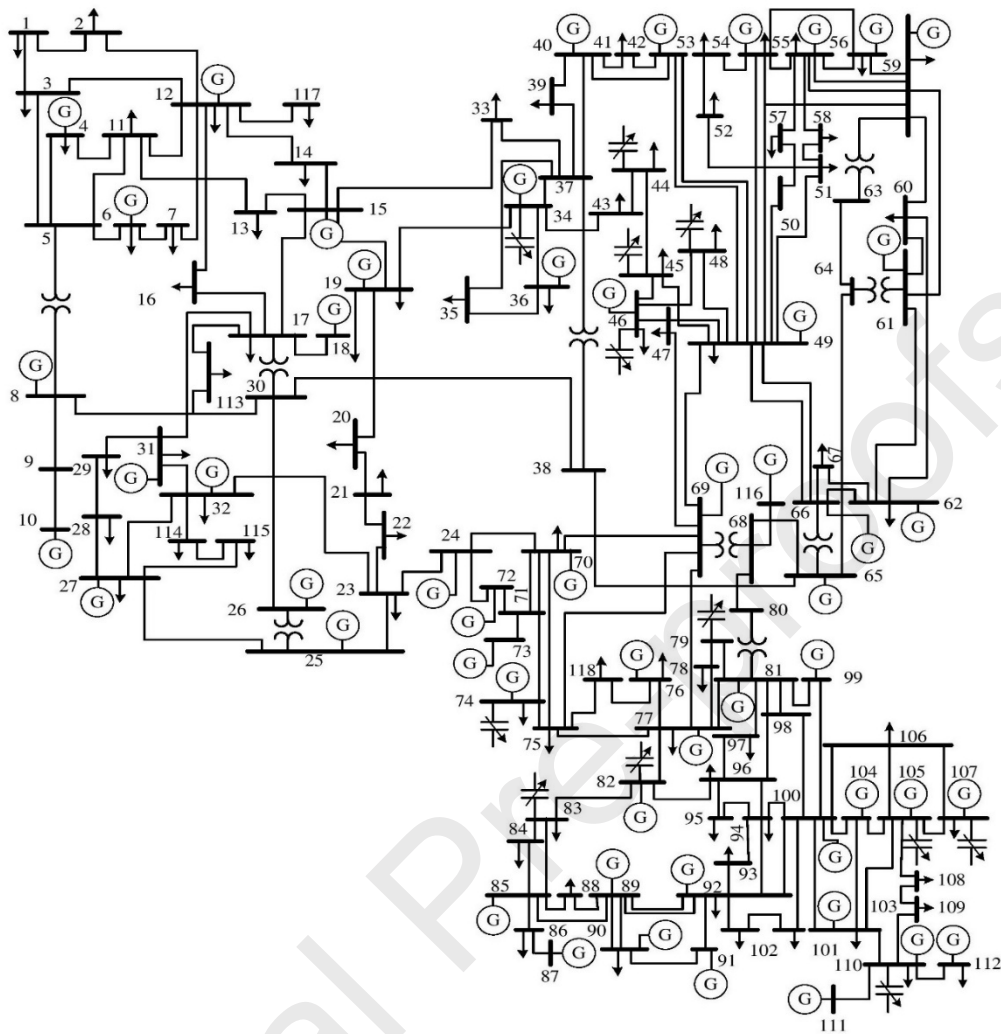 1 2 G 40 G 41 42 G 53 54 G 55 G 56 G G 59
3 G 4 11 12 G 117 33 39 52 57 58
14 G 37 44 51 63 60
5 6 G 7 13 15 G 34 43 50 G
16 19 G 36 G 45 48 64
35 G 46 47 49 G 61
17 18 G
8 G 30 113 20 38
9 29 31 G G 69 G 116 G 67
10 G 28 32 21 22 68 66 62
114 115 24 70 G G G
27 G 26 G 23 G 72 71 65 G
25 G G 73 80
G 79
74 G 118 G 76 78 81 99 G
75 77 G G 97 98 106
82 G 96 100 104 105 107
84 83 95 94 G G G
85 G 88 G 89 G 92 93 G 103 108
86 90 G 102 G 101 109
87 G 91 G 110 G G 112
G 111
al Pre-proofs